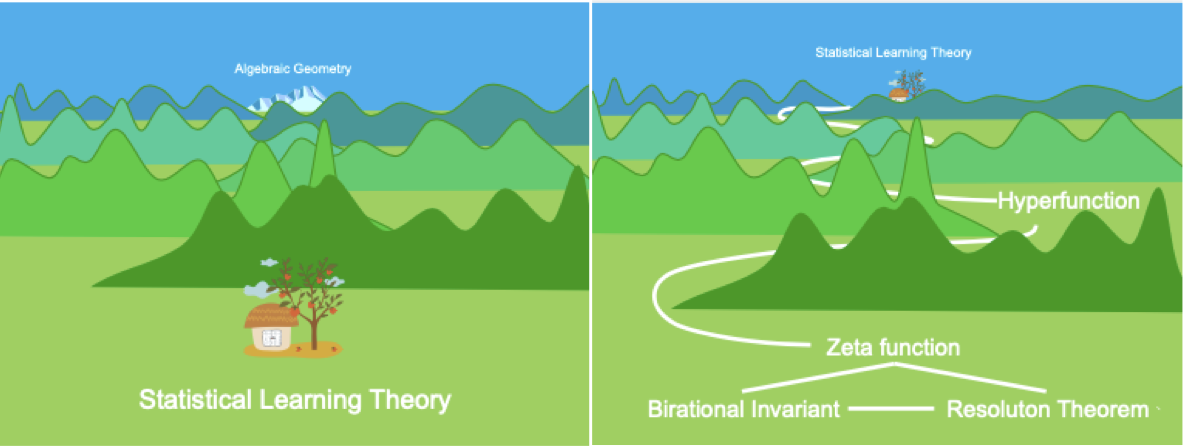 Algebraic Geometry
Statistical Learning Theory
Statistical Learning Theory
Hyperfunction
Zeta function
Birational Invariant
Resoluton Theorem